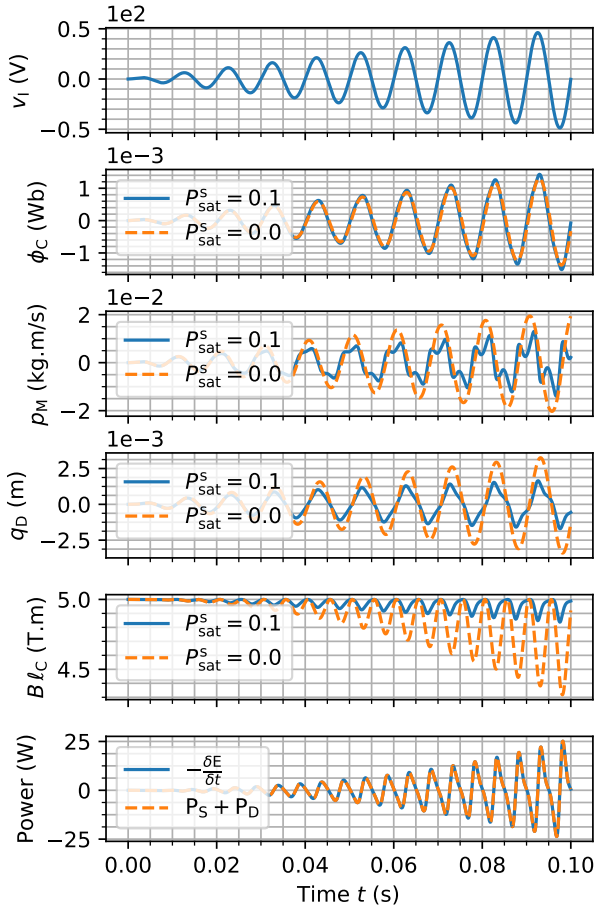 1e2
0.5
0.0
−0.5
v_I (V)
1e−3
1
0
−1
ϕ_C (Wb)
P^s_sat = 0.1
P^s_sat = 0.0
1e−2
2
0
−2
p_M (kg.m/s)
P^s_sat = 0.1
P^s_sat = 0.0
1e−3
2.5
0.0
−2.5
q_D (m)
P^s_sat = 0.1
P^s_sat = 0.0
5.0
4.5
Bℓ_C (T.m)
P^s_sat = 0.1
P^s_sat = 0.0
25
0
−25
Power (W)
−δE/δt
P_S + P_D
0.00 0.02 0.04 0.06 0.08 0.10
Time t (s)